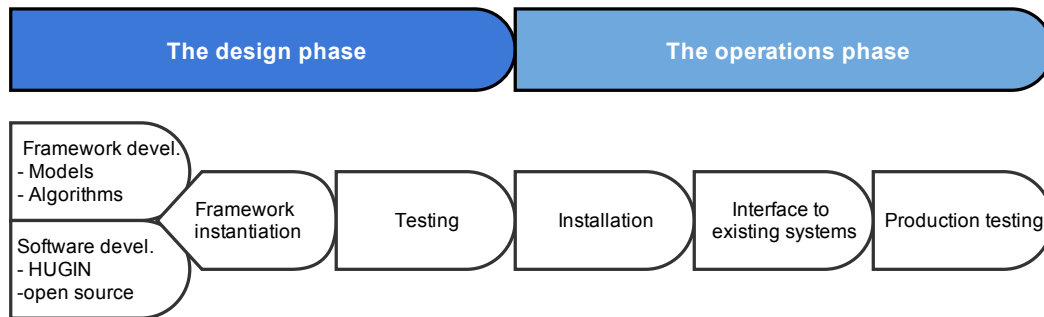 The design phase
The operations phase
Framework devel.
- Models
- Algorithms
Software devel.
- HUGIN
-open source
Framework
instantiation
Testing
Installation
Interface to
existing systems
Production testing